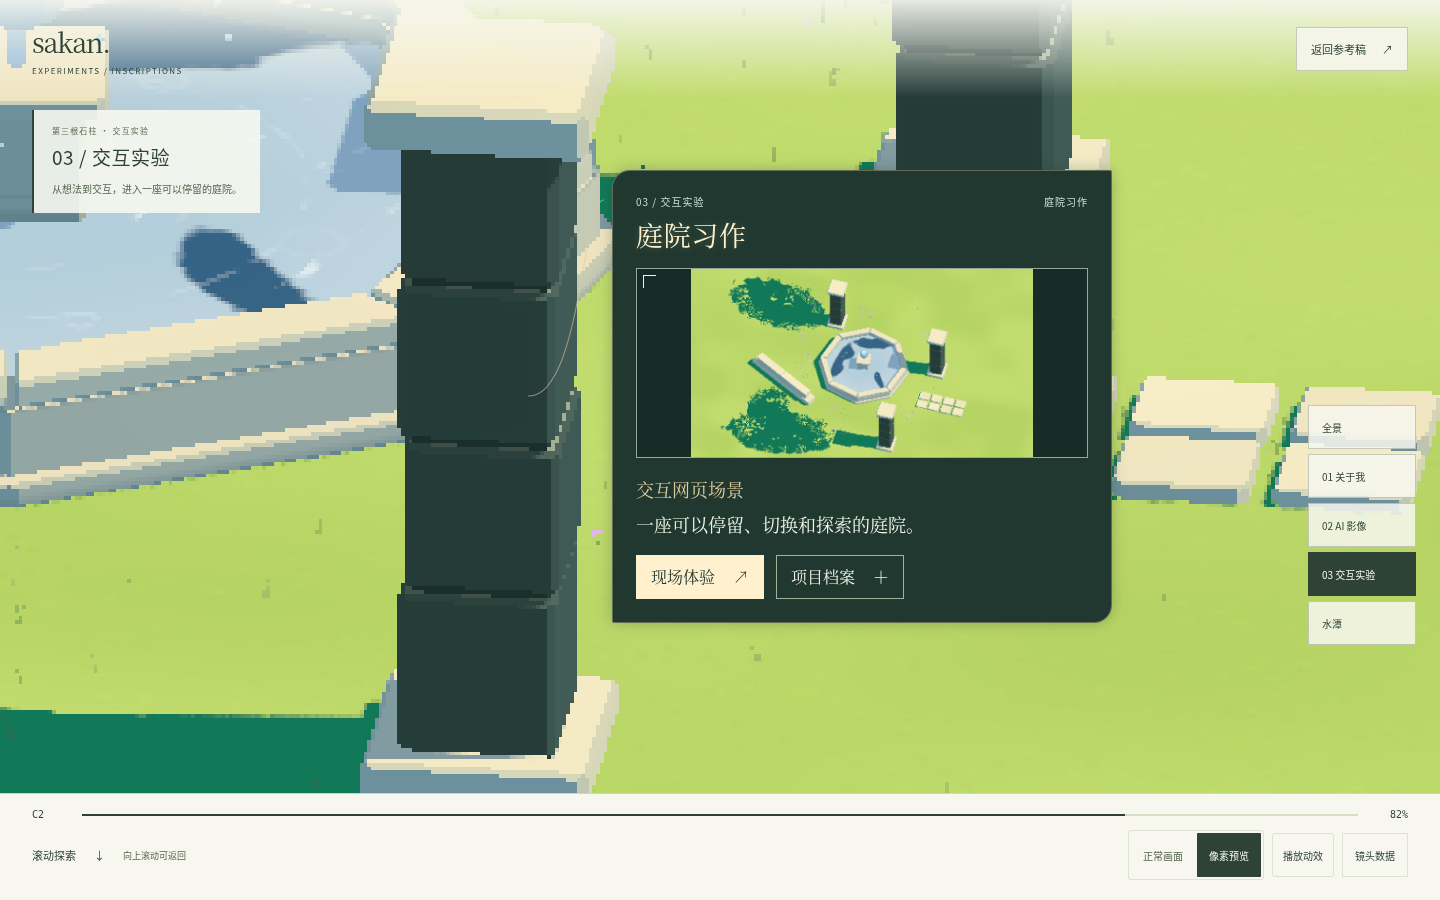 sakan.
EXPERIMENTS / INSCRIPTIONS
返回参考稿 ↗
第三根石柱 · 交互实验
03 / 交互实验
从想法到交互，进入一座可以停留的庭院。
03 / 交互实验
庭院习作
庭院习作
交互网页场景
一座可以停留、切换和探索的庭院。
现场体验 ↗
项目档案 +
全景
01 关于我
02 AI 影像
03 交互实验
水潭
C2
82%
滚动探索 ↓ 向上滚动可返回
正常画面
像素预览
播放动效
镜头数据